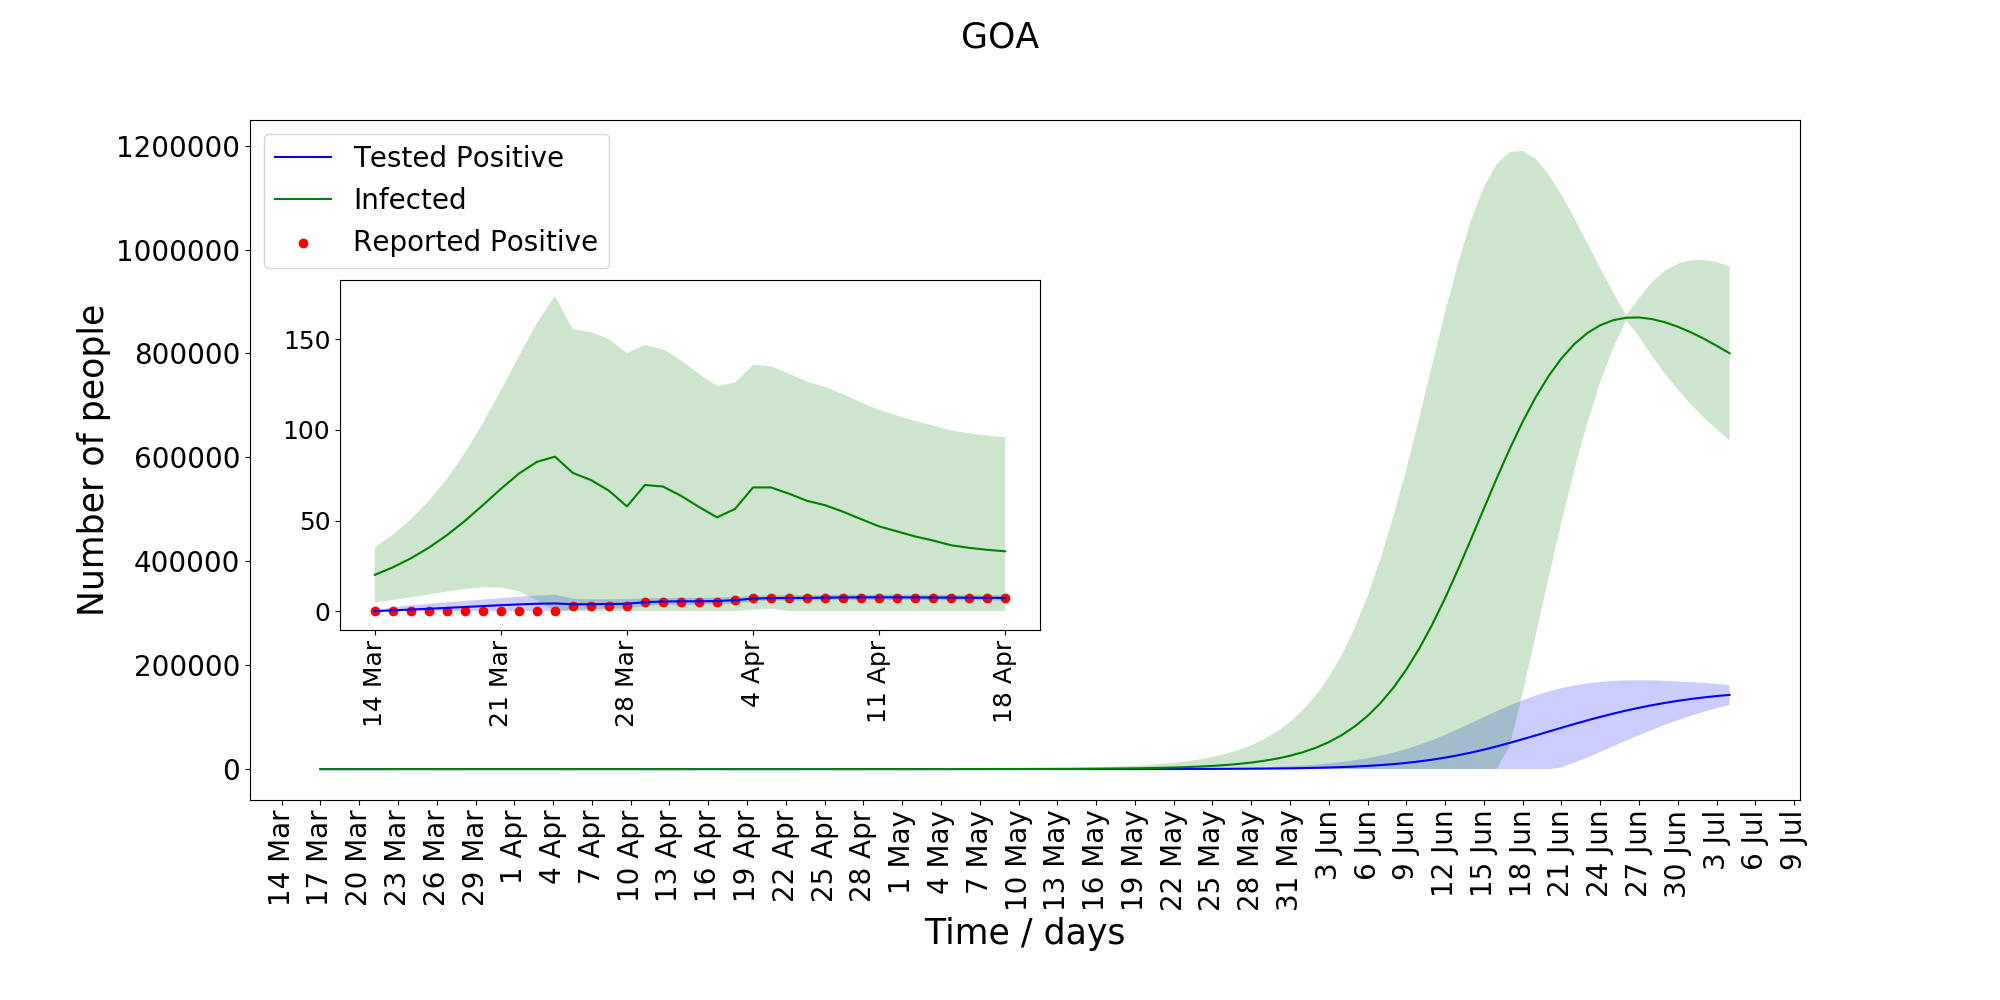 GOA
Number of people
1200000
1000000
800000
600000
400000
200000
0
Tested Positive
Infected
Reported Positive
150
100
50
0
14 Mar
21 Mar
28 Mar
4 Apr
11 Apr
18 Apr
14 Mar
17 Mar
20 Mar
23 Mar
26 Mar
29 Mar
1 Apr
4 Apr
7 Apr
10 Apr
13 Apr
16 Apr
19 Apr
22 Apr
25 Apr
28 Apr
1 May
4 May
7 May
10 May
13 May
16 May
19 May
22 May
25 May
28 May
31 May
3 Jun
6 Jun
9 Jun
12 Jun
15 Jun
18 Jun
21 Jun
24 Jun
27 Jun
30 Jun
3 Jul
6 Jul
9 Jul
Time / days